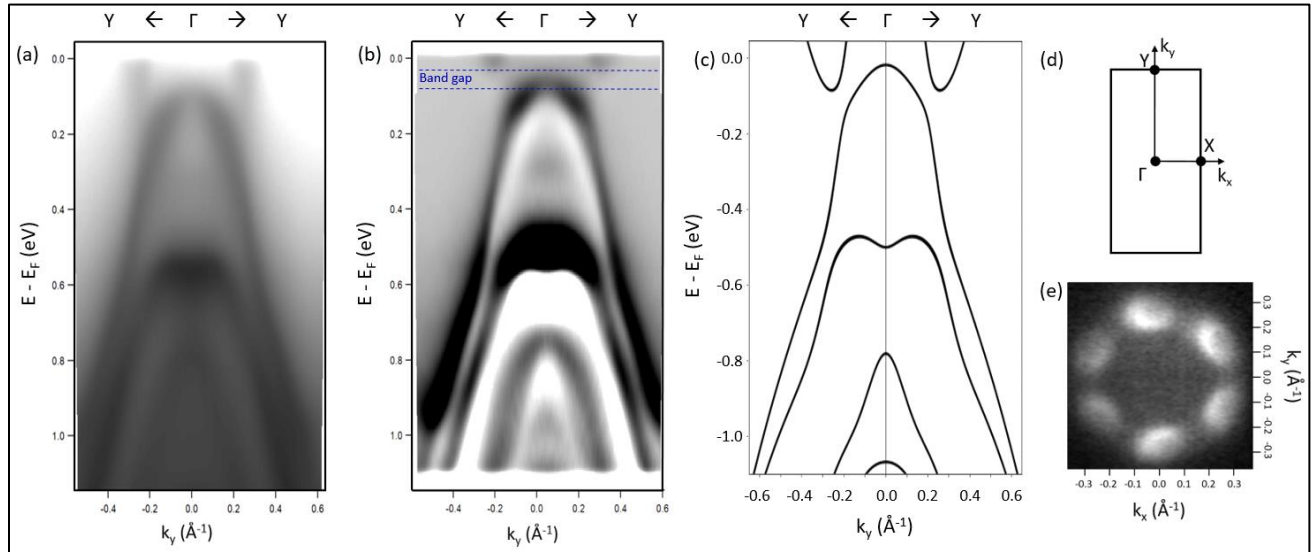 Y ← Γ → Y
(a)
0.0
0.2
0.4
0.6
0.8
1.0
E - E_F (eV)
-0.4 -0.2 0.0 0.2 0.4 0.6
k_y (Å⁻¹)
Y ← Γ → Y
(b)
Band gap
0.0
0.2
0.4
0.6
0.8
1.0
E - E_F (eV)
-0.4 -0.2 0.0 0.2 0.4 0.6
k_y (Å⁻¹)
Y ← Γ → Y
(c)
0.0
-0.2
-0.4
-0.6
-0.8
-1.0
E - E_F (eV)
-0.6 -0.4 -0.2 0.0 0.2 0.4 0.6
k_y (Å⁻¹)
(d)
k_y
Y
X
Γ
k_x
(e)
0.3
0.2
0.1
0.0
-0.1
-0.2
-0.3
k_y (Å⁻¹)
-0.3 -0.2 -0.1 0.0 0.1 0.2 0.3
k_x (Å⁻¹)